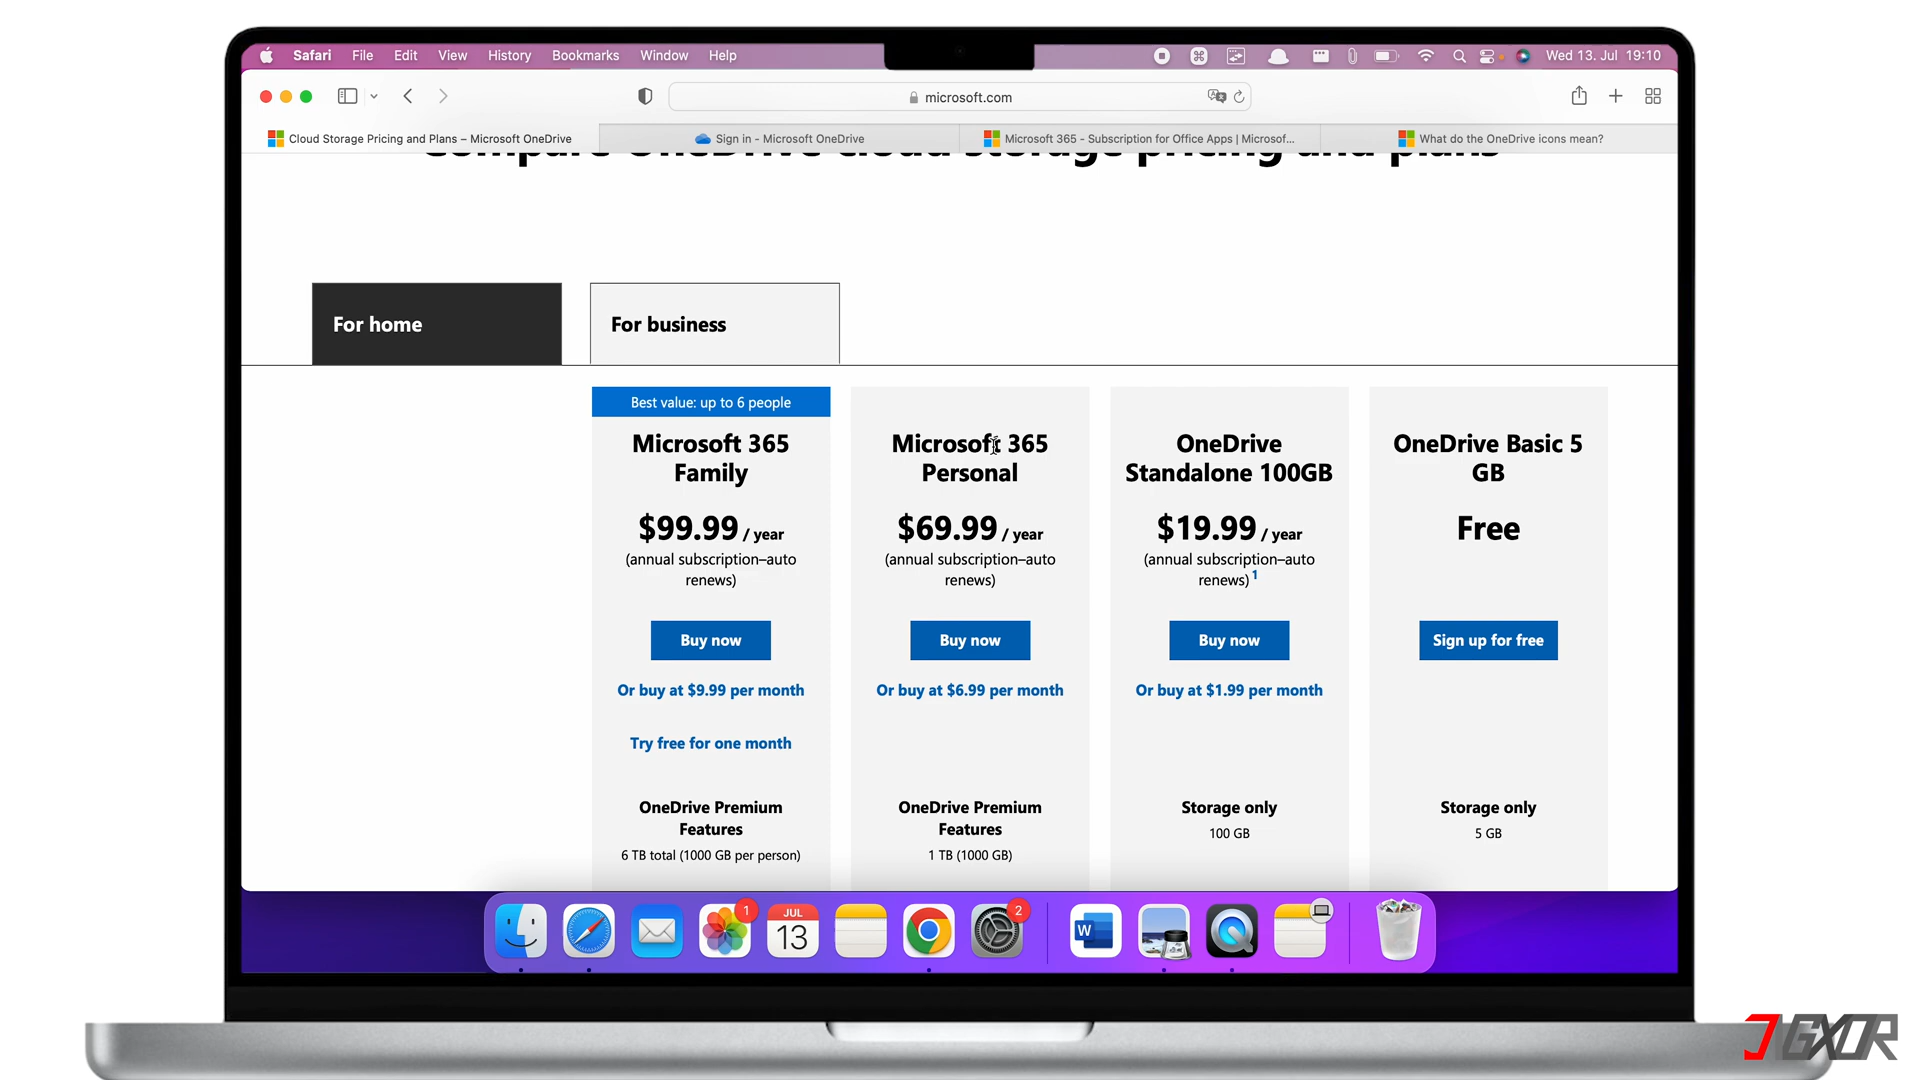 Safari File Edit View History Bookmarks Window Help Wed 13. Jul 19:10
microsoft.com
Cloud Storage Pricing and Plans – Microsoft OneDrive
Sign in - Microsoft OneDrive
Microsoft 365 - Subscription for Office Apps | Microsof...
What do the OneDrive icons mean?
Compare OneDrive cloud storage pricing and plans
For home
For business
Best value: up to 6 people
Microsoft 365
Family
$99.99 / year
(annual subscription–auto
renews)
Buy now
Or buy at $9.99 per month
Try free for one month
OneDrive Premium
Features
6 TB total (1000 GB per person)
Microsoft 365
Personal
$69.99 / year
(annual subscription–auto
renews)
Buy now
Or buy at $6.99 per month
OneDrive Premium
Features
1 TB (1000 GB)
OneDrive
Standalone 100GB
$19.99 / year
(annual subscription–auto
renews) 1
Buy now
Or buy at $1.99 per month
Storage only
100 GB
OneDrive Basic 5
GB
Free
Sign up for free
Storage only
5 GB
1
JUL
13
2
W
JGXOR